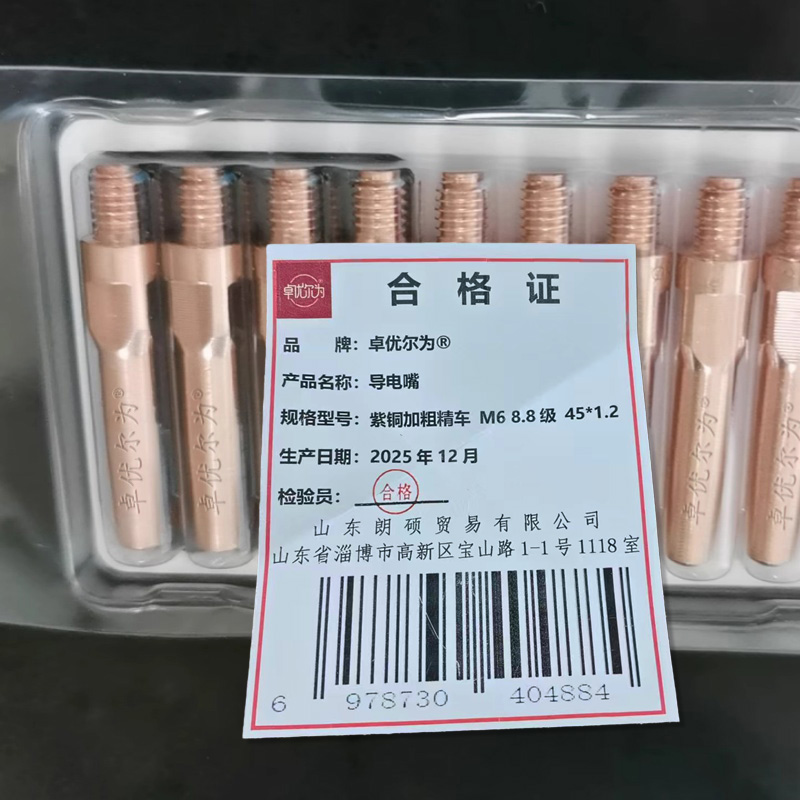 卓优尔为
合格证
品 牌：卓优尔为®
产品名称：导电嘴
规格型号：紫铜加粗精车 M6 8.8级 45*1.2
生产日期：2025年12月
检验员：合格
山东朗硕贸易有限公司
山东省淄博市高新区宝山路1-1号1118室
6 978730 404884
卓优尔为®
卓优尔为®
卓优尔为®
卓优尔为